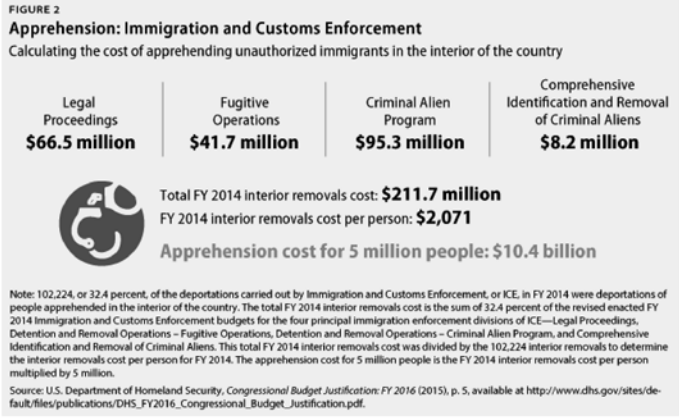 FIGURE 2
Apprehension: Immigration and Customs Enforcement
Calculating the cost of apprehending unauthorized immigrants in the interior of the country
Legal
Proceedings
$66.5 million
Fugitive
Operations
$41.7 million
Criminal Alien
Program
$95.3 million
Comprehensive
Identification and Removal
of Criminal Aliens
$8.2 million
Total FY 2014 interior removals cost: $211.7 million
FY 2014 interior removals cost per person: $2,071
Apprehension cost for 5 million people: $10.4 billion
Note: 102,224, or 32.4 percent, of the deportations carried out by Immigration and Customs Enforcement, or ICE, in FY 2014 were deportations of
people apprehended in the interior of the country. The total FY 2014 interior removals cost is the sum of 32.4 percent of the revised enacted FY
2014 Immigration and Customs Enforcement budgets for the four principal immigration enforcement divisions of ICE—Legal Proceedings,
Detention and Removal Operations – Fugitive Operations, Detention and Removal Operations – Criminal Alien Program, and Comprehensive
Identification and Removal of Criminal Aliens. This total FY 2014 interior removals cost was divided by the 102,224 interior removals to determine
the interior removals cost per person for FY 2014. The apprehension cost for 5 million people is the FY 2014 interior removals cost per person
multiplied by 5 million.
Source: U.S. Department of Homeland Security, Congressional Budget Justification: FY 2016 (2015), p. 5, available at http://www.dhs.gov/sites/de-
fault/files/publications/DHS_FY2016_Congressional_Budget_Justification.pdf.